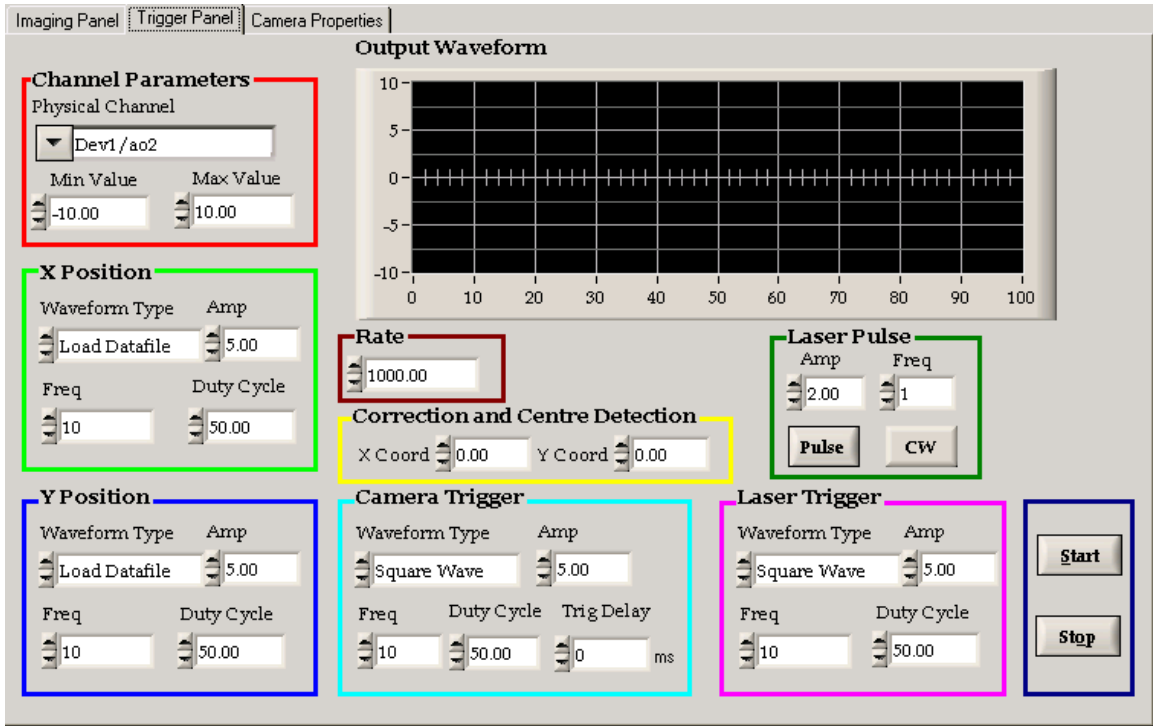 Imaging Panel Trigger Panel Camera Properties
Output Waveform
10
5
0
-5
-10
0 10 20 30 40 50 60 70 80 90 100
Channel Parameters
Physical Channel
Dev1/ao2
Min Value Max Value
-10.00 10.00
X Position
Waveform Type Amp
Load Datafile 5.00
Freq Duty Cycle
10 50.00
Rate
1000.00
Correction and Centre Detection
X Coord 0.00 Y Coord 0.00
Laser Pulse
Amp Freq
2.00 1
Pulse CW
Y Position
Waveform Type Amp
Load Datafile 5.00
Freq Duty Cycle
10 50.00
Camera Trigger
Waveform Type Amp
Square Wave 5.00
Freq Duty Cycle Trig Delay
10 50.00 0 ms
Laser Trigger
Waveform Type Amp
Square Wave 5.00
Freq Duty Cycle
10 50.00
Start
Stop